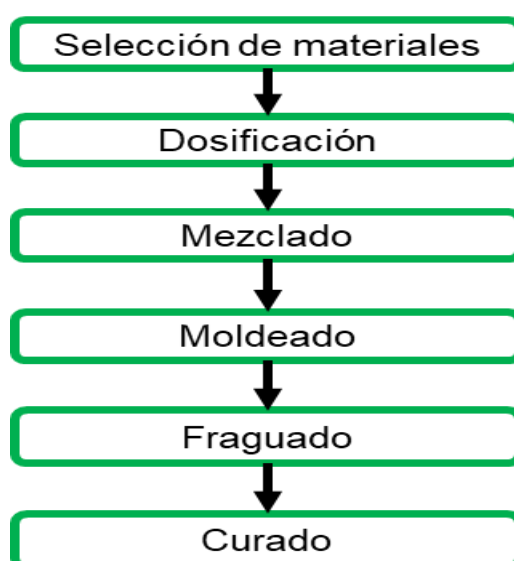 Selección de materiales
Dosificación
Mezclado
Moldeado
Fraguado
Curado